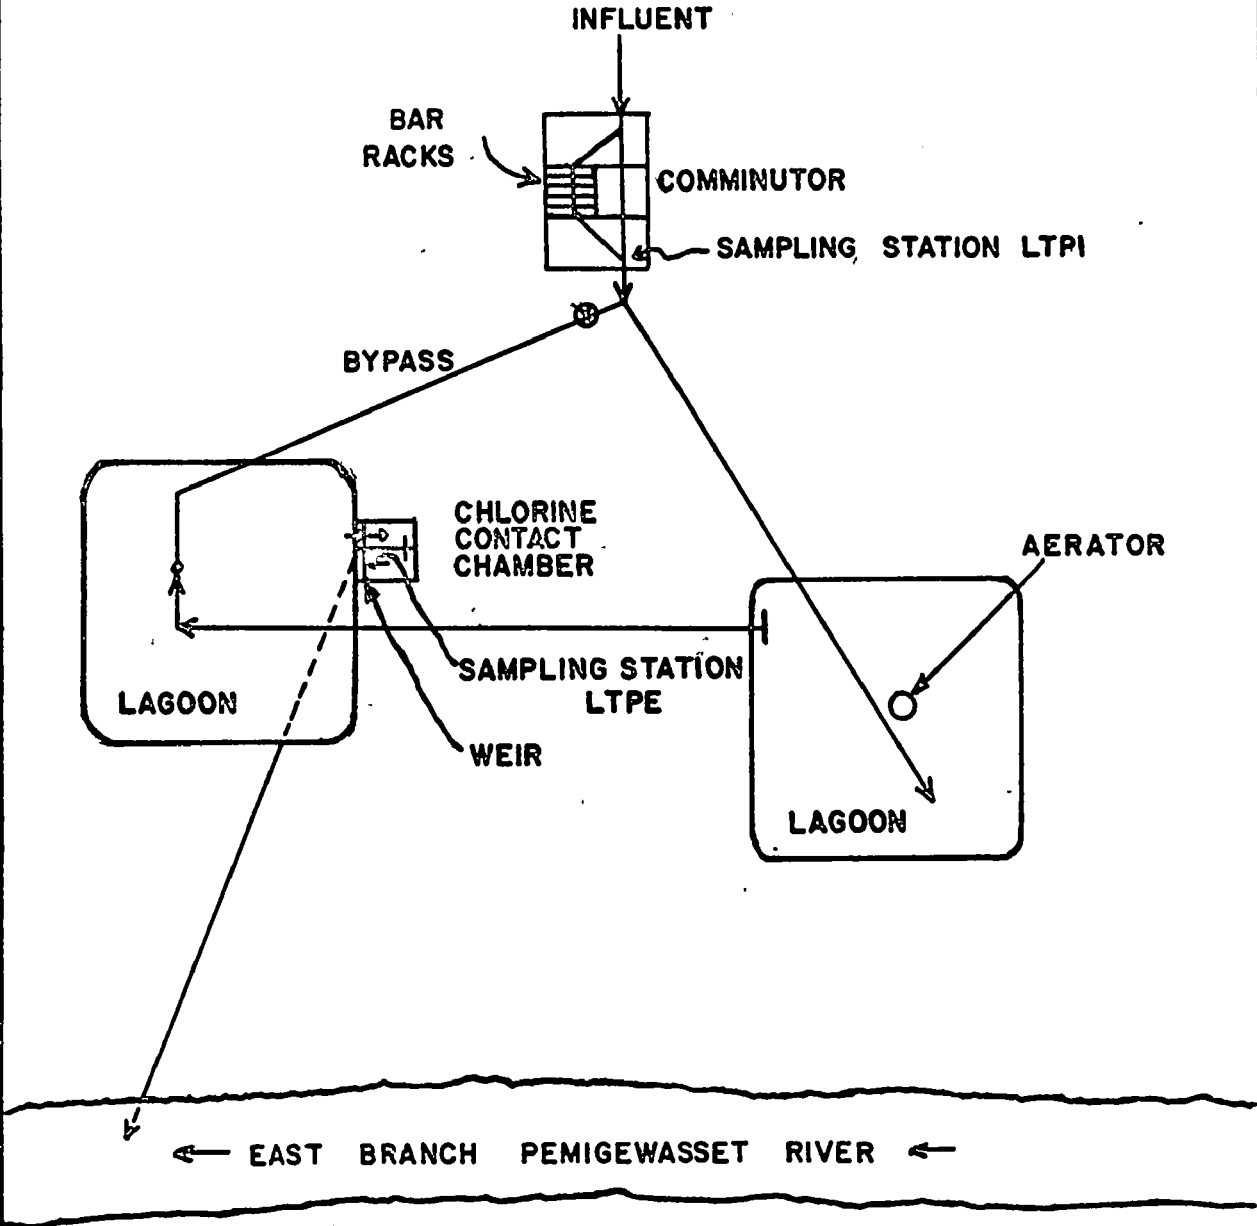 INFLUENT
BAR
RACKS
COMMINUTOR
SAMPLING STATION LTPI
BYPASS
CHLORINE
CONTACT
CHAMBER
AERATOR
SAMPLING STATION
LTPE
LAGOON
WEIR
LAGOON
EAST BRANCH PEMIGEWASSET RIVER